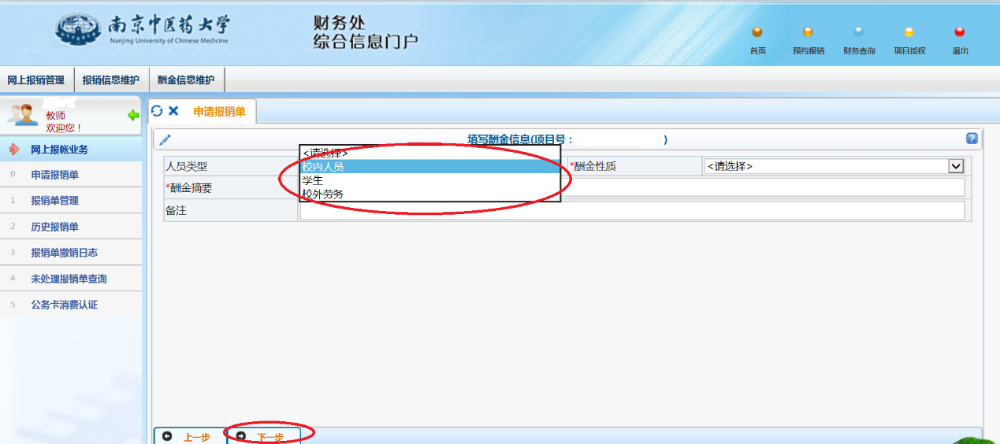 南京中医药大学
Nanjing University of Chinese Medicine
财务处
综合信息门户
首页 预约报销 财务查询 项目授权 退出
网上报销管理 报销信息维护 酬金信息维护
教师
欢迎您！
申请报销单
网上报帐业务
0 申请报销单
1 报销单管理
2 历史报销单
3 报销单撤销日志
4 未处理报销单查询
5 公务卡消费认证
填写酬金信息(项目号： )
人员类型
<请选择>
校内人员
学生
校外劳务
*酬金性质
<请选择>
*酬金摘要
备注
上一步 下一步